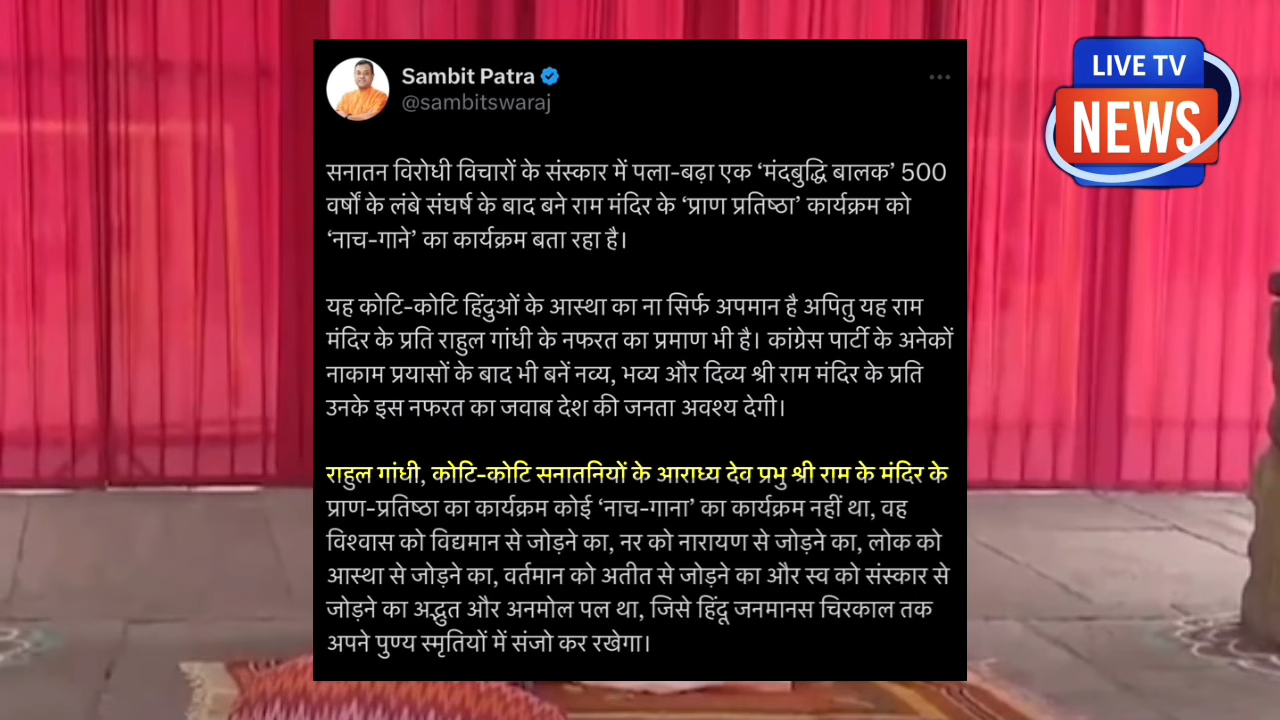 LIVE TV
NEWS
Sambit Patra
@sambitswaraj
सनातन विरोधी विचारों के संस्कार में पला-बढ़ा एक ‘मंदबुद्धि बालक’ 500
वर्षों के लंबे संघर्ष के बाद बने राम मंदिर के ‘प्राण प्रतिष्ठा’ कार्यक्रम को
‘नाच-गाने’ का कार्यक्रम बता रहा है।
यह कोटि-कोटि हिंदुओं के आस्था का ना सिर्फ अपमान है अपितु यह राम
मंदिर के प्रति राहुल गांधी के नफरत का प्रमाण भी है। कांग्रेस पार्टी के अनेकों
नाकाम प्रयासों के बाद भी बनें नव्य, भव्य और दिव्य श्री राम मंदिर के प्रति
उनके इस नफरत का जवाब देश की जनता अवश्य देगी।
राहुल गांधी, कोटि-कोटि सनातनियों के आराध्य देव प्रभु श्री राम के मंदिर के
प्राण-प्रतिष्ठा का कार्यक्रम कोई ‘नाच-गाना’ का कार्यक्रम नहीं था, वह
विश्वास को विद्यमान से जोड़ने का, नर को नारायण से जोड़ने का, लोक को
आस्था से जोड़ने का, वर्तमान को अतीत से जोड़ने का और स्व को संस्कार से
जोड़ने का अद्भुत और अनमोल पल था, जिसे हिंदू जनमानस चिरकाल तक
अपने पुण्य स्मृतियों में संजो कर रखेगा।